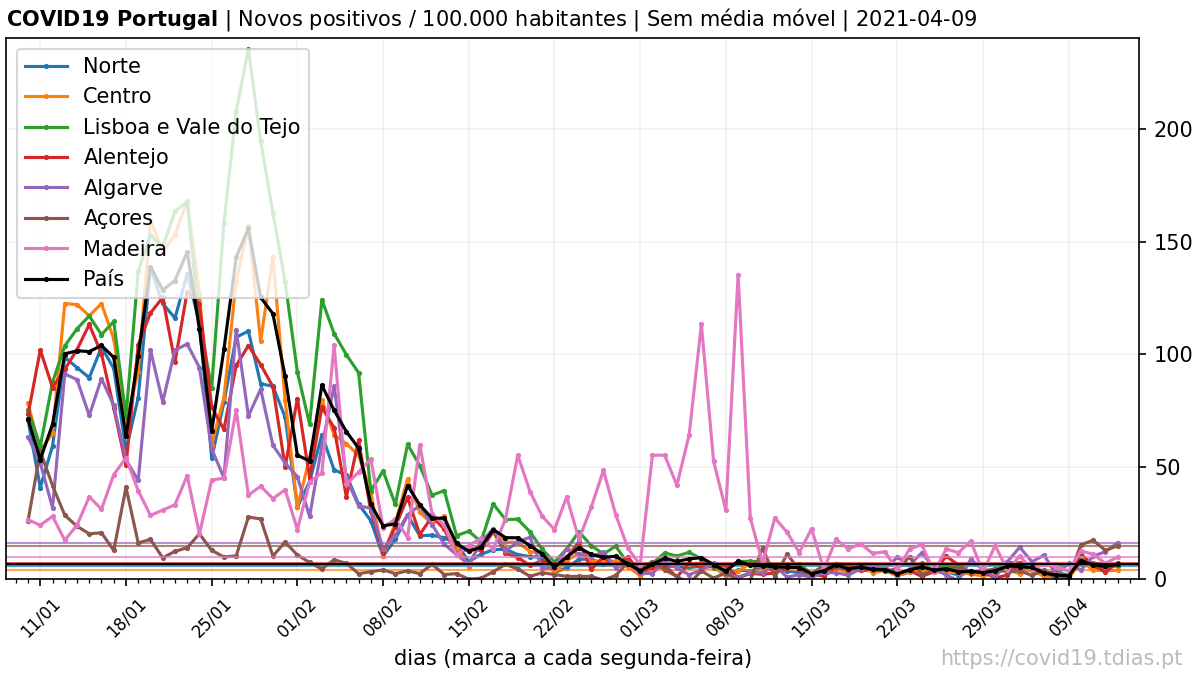 COVID19 Portugal | Novos positivos / 100.000 habitantes | Sem média móvel | 2021-04-09
Norte
Centro
Lisboa e Vale do Tejo
Alentejo
Algarve
Açores
Madeira
País
200
150
100
50
0
11/01
18/01
25/01
01/02
08/02
15/02
22/02
01/03
08/03
15/03
22/03
29/03
05/04
dias (marca a cada segunda-feira)
https://covid19.tdias.pt